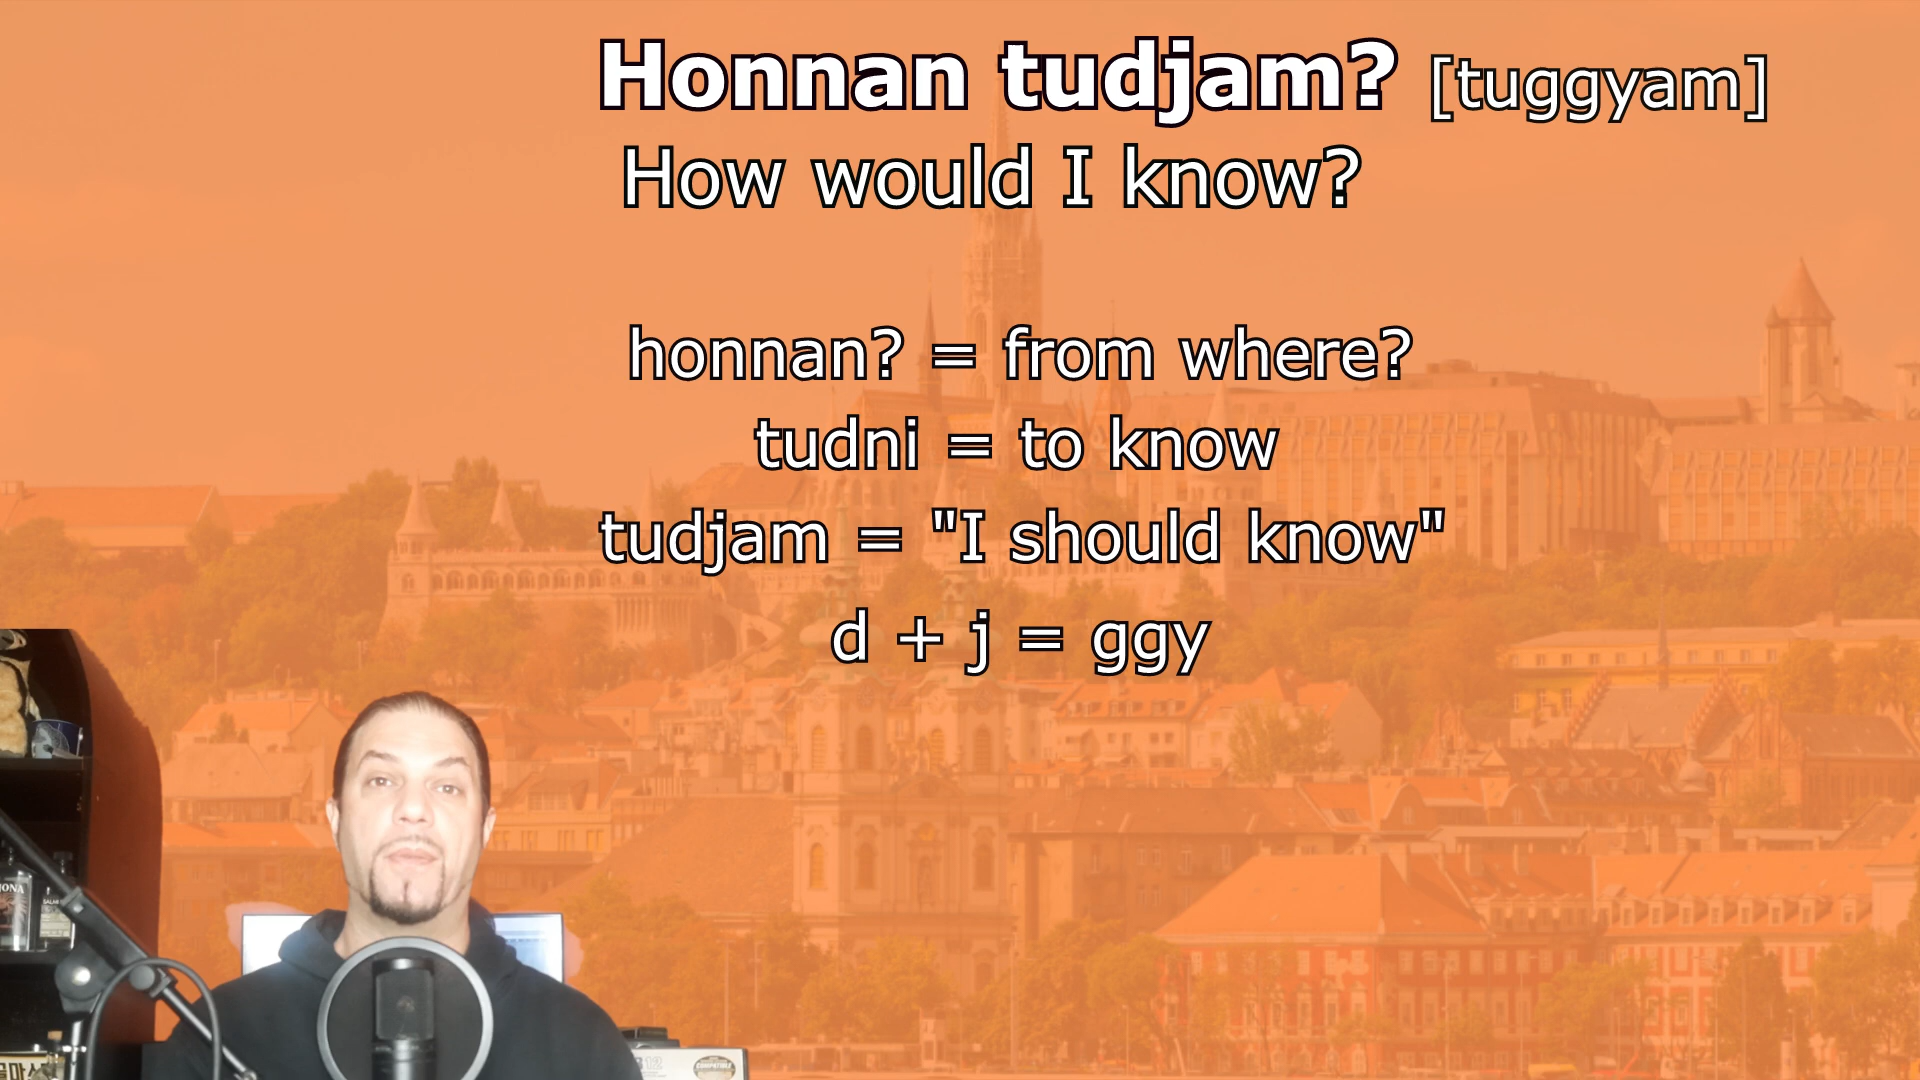 Honnan tudjam? [tuggyam]
How would I know?
honnan? = from where?
tudni = to know
tudjam = "I should know"
d + j = ggy